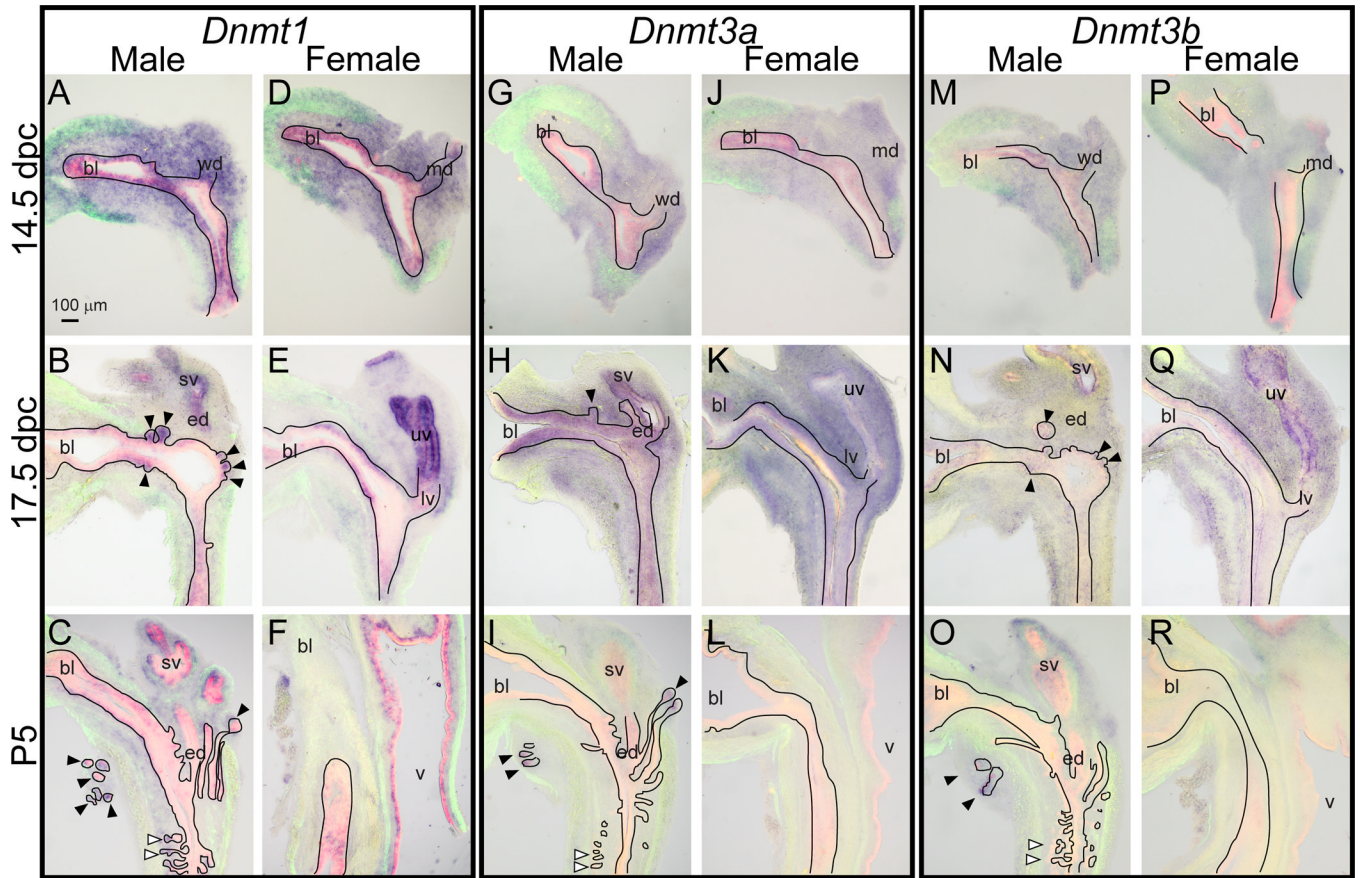 Dnmt1 Dnmt3a Dnmt3b
Male Female Male Female Male Female
14.5 dpc
A bl wd
100 µm
D bl md
G bl wd
J bl md
M bl wd
P bl md
17.5 dpc
B sv ed bl
E bl uv lv
H sv ed bl
K bl uv lv
N sv ed bl
Q bl uv lv
P5
C bl sv ed
F bl v
I bl sv ed
L bl v
O bl sv ed
R bl v